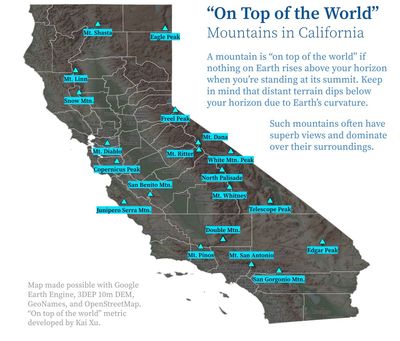 “On Top of the World”
Mountains in California
A mountain is “on top of the world” if
nothing on Earth rises above your horizon
when you’re standing at its summit. Keep
in mind that distant terrain dips below
your horizon due to Earth’s curvature.
Such mountains often have
superb views and dominate
over their surroundings.
Mt. Shasta
Eagle Peak
Mt. Linn
Snow Mtn.
Freel Peak
Mt. Dana
Mt. Diablo
Mt. Ritter
White Mtn. Peak
Copernicus Peak
North Palisade
San Benito Mtn.
Mt. Whitney
Junipero Serra Mtn.
Telescope Peak
Double Mtn.
Edgar Peak
Mt. Pinos
Mt. San Antonio
San Gorgonio Mtn.
Map made possible with Google
Earth Engine, 3DEP 10m DEM,
GeoNames, and OpenStreetMap.
“On top of the world” metric
developed by Kai Xu.